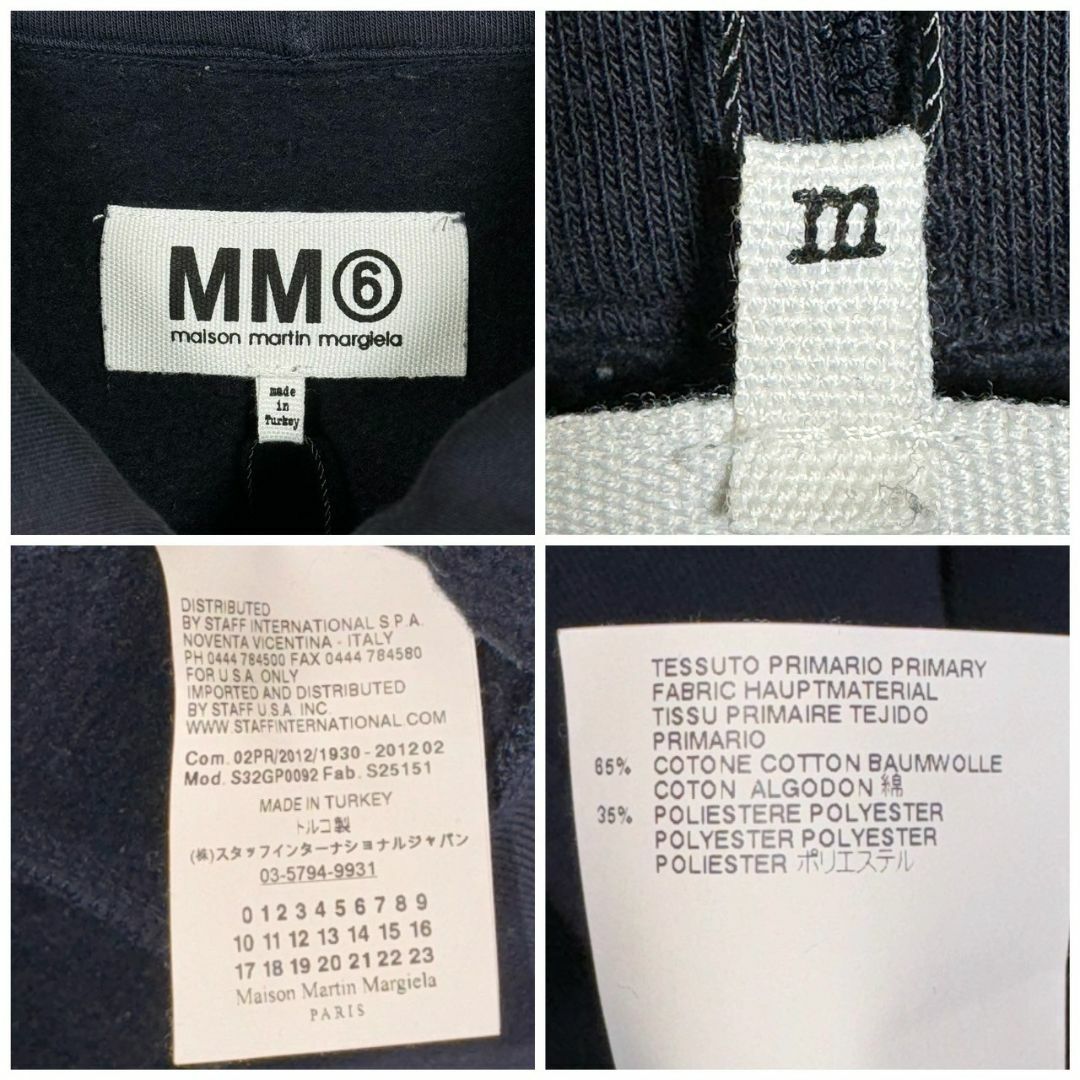 MM⑥
maison martin margiela
made
in
Turkey
m
DISTRIBUTED
BY STAFF INTERNATIONAL S.P.A.
NOVENTA VICENTINA - ITALY
PH 0444 784500 FAX 0444 784580
FOR U.S.A. ONLY
IMPORTED AND DISTRIBUTED
BY STAFF U.S.A. INC.
WWW.STAFFINTERNATIONAL.COM
Com. 02PR/2012/1930 - 2012 02
Mod. S32GP0092 Fab. S25151
MADE IN TURKEY
トルコ製
(株)スタッフインターナショナルジャパン
03-5794-9931
0 1 2 3 4 5 6 7 8 9
10 11 12 13 14 15 16
17 18 19 20 21 22 23
Maison Martin Margiela
PARIS
TESSUTO PRIMARIO PRIMARY
FABRIC HAUPTMATERIAL
TISSU PRIMAIRE TEJIDO
PRIMARIO
65% COTONE COTTON BAUMWOLLE
COTON ALGODON 綿
35% POLIESTERE POLYESTER
POLYESTER POLYESTER
POLIESTER ポリエステル